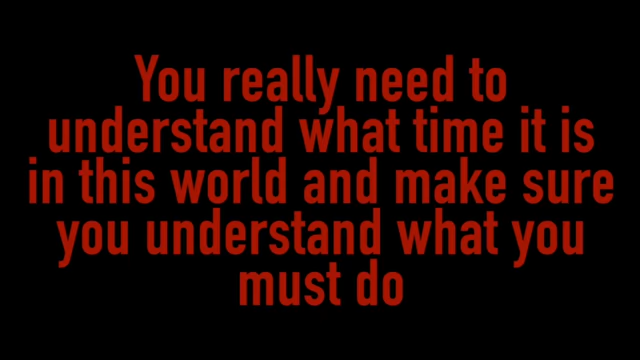 You really need to
understand what time it is
in this world and make sure
you understand what you
must do